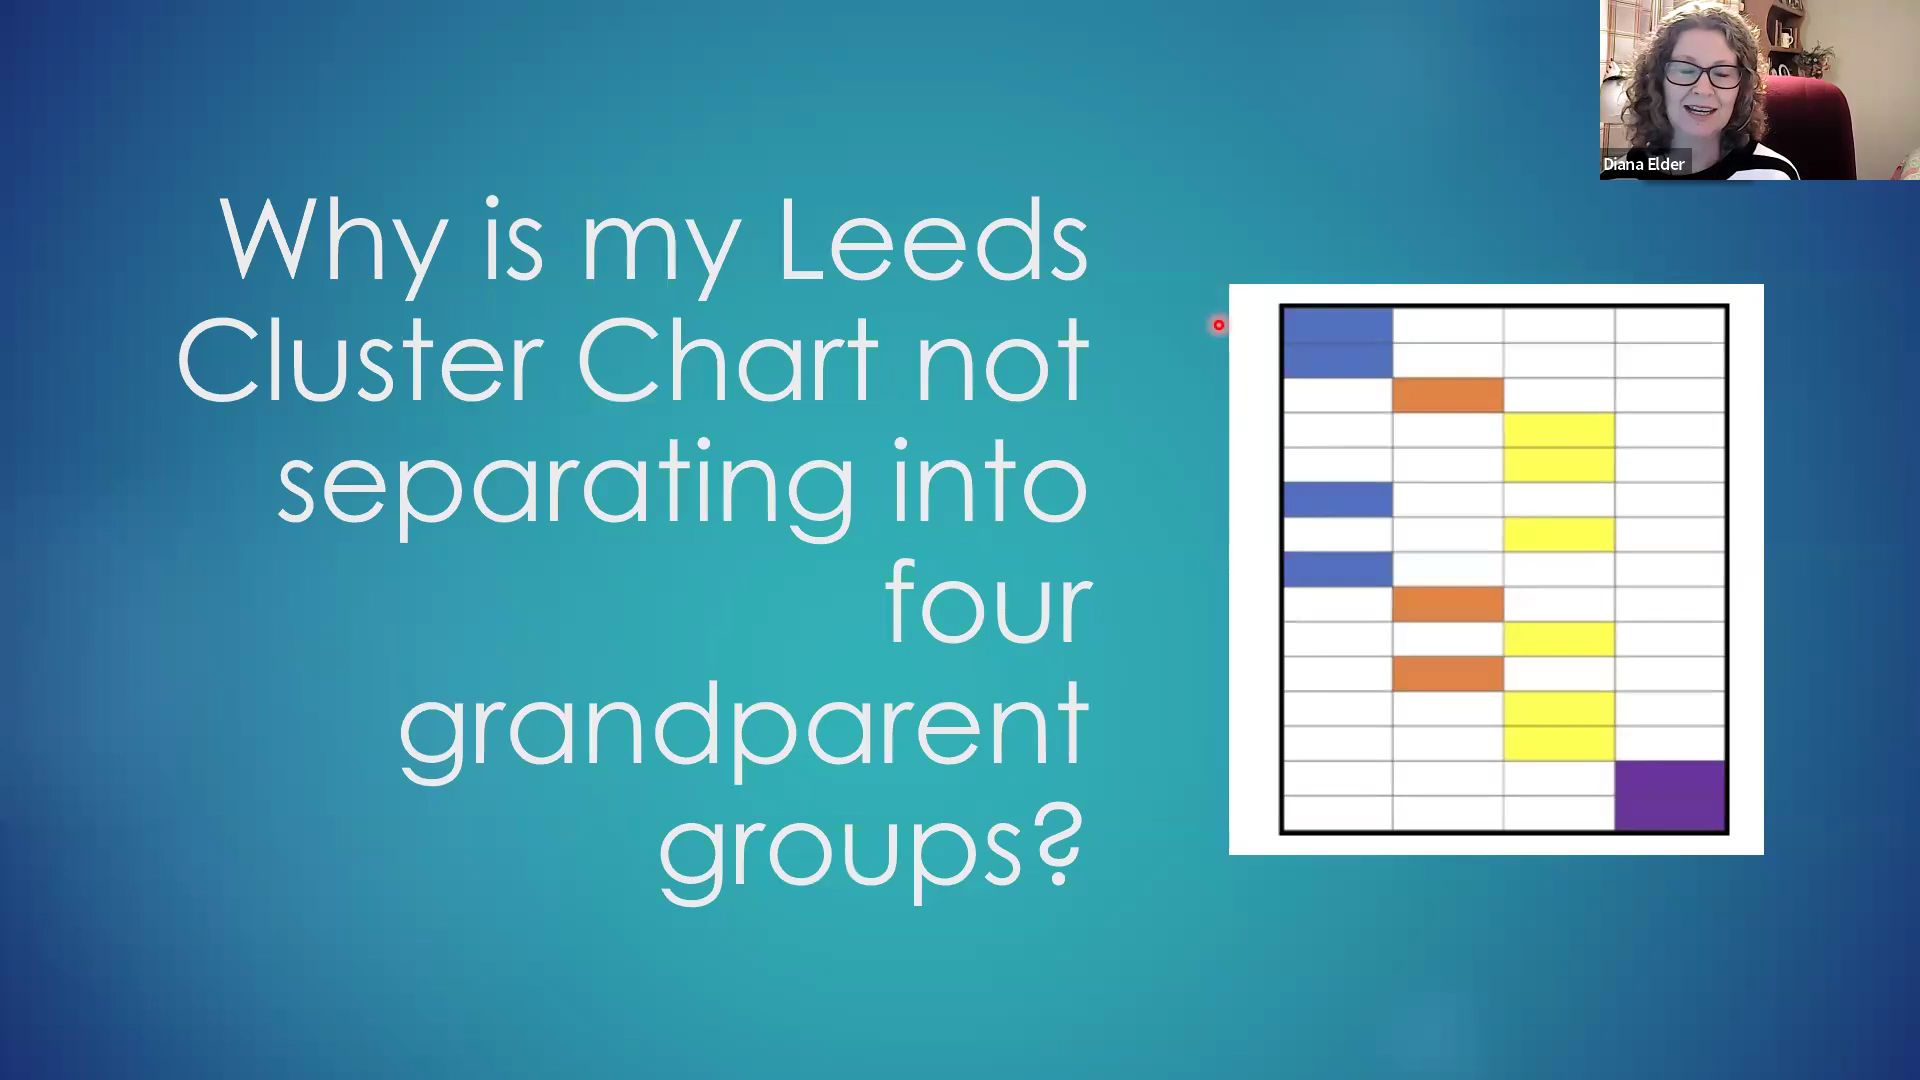 Why is my Leeds
Cluster Chart not
separating into
four
grandparent
groups?
Diana Elder